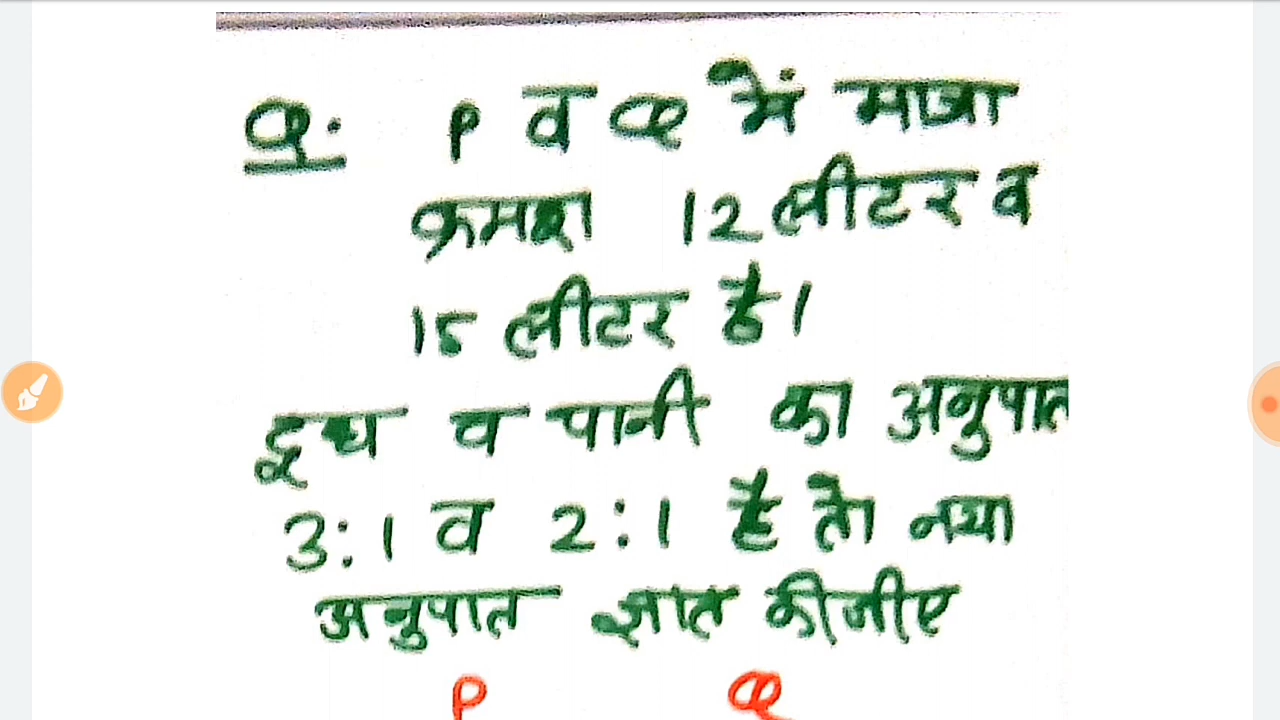 Q. P व Q में मात्रा
क्रमश 12 लीटर व
15 लीटर है।
दूध व पानी का अनुपात
3:1 व 2:1 है तो नया
अनुपात ज्ञात कीजीए
P Q